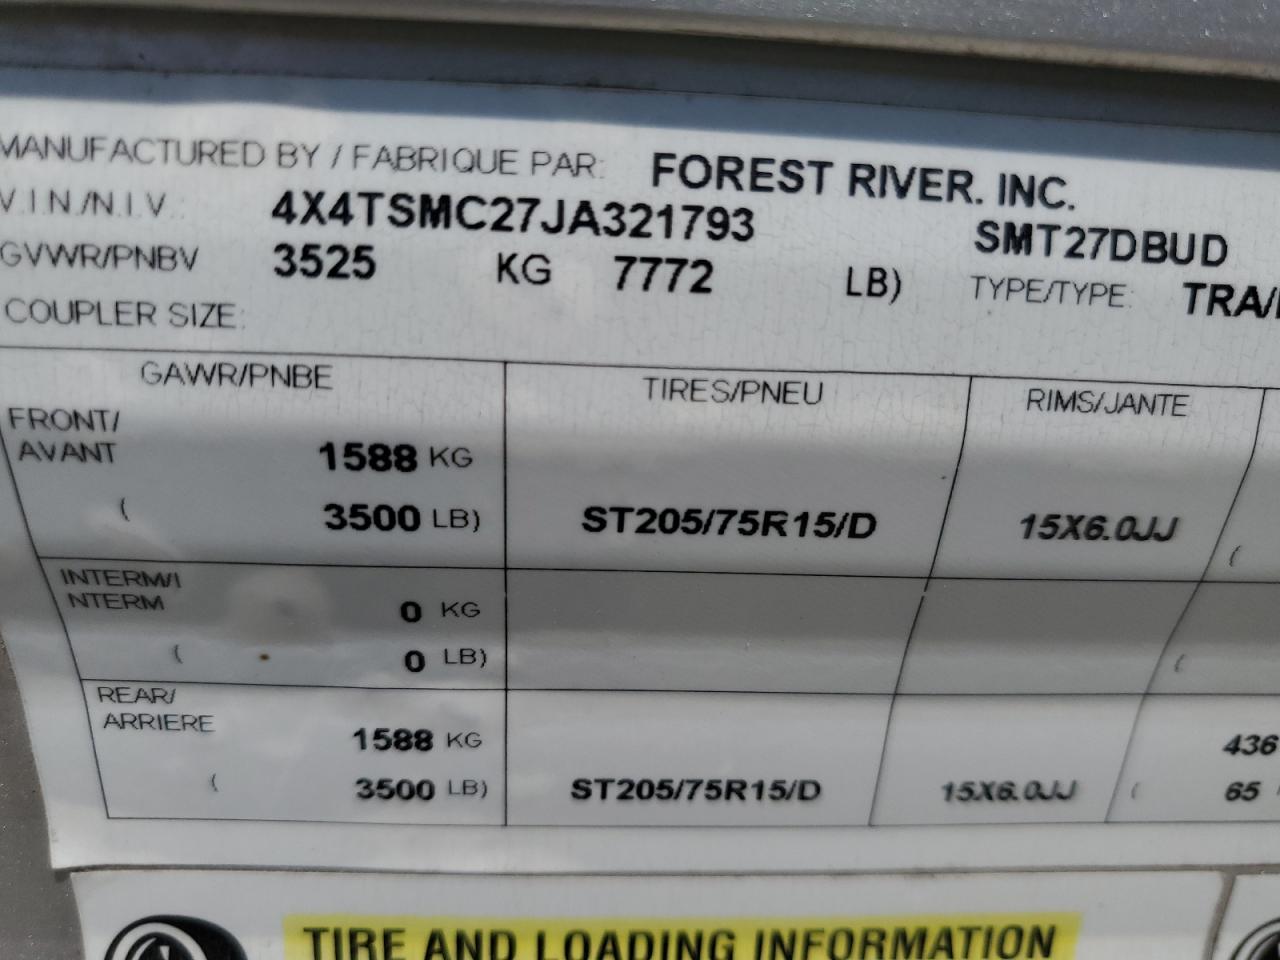 MANUFACTURED BY / FABRIQUE PAR: FOREST RIVER. INC.
V.I.N./N.I.V.: 4X4TSMC27JA321793 SMT27DBUD
GVWR/PNBV 3525 KG 7772 LB) TYPE/TYPE: TRA/
COUPLER SIZE:
GAWR/PNBE TIRES/PNEU RIMS/JANTE
FRONT/
AVANT 1588 KG
( 3500 LB) ST205/75R15/D 15X6.0JJ (
INTERM/I
NTERM 0 KG
( 0 LB) (
REAR/
ARRIERE 1588 KG 436
( 3500 LB) ST205/75R15/D 15X6.0JJ ( 65
TIRE AND LOADING INFORMATION